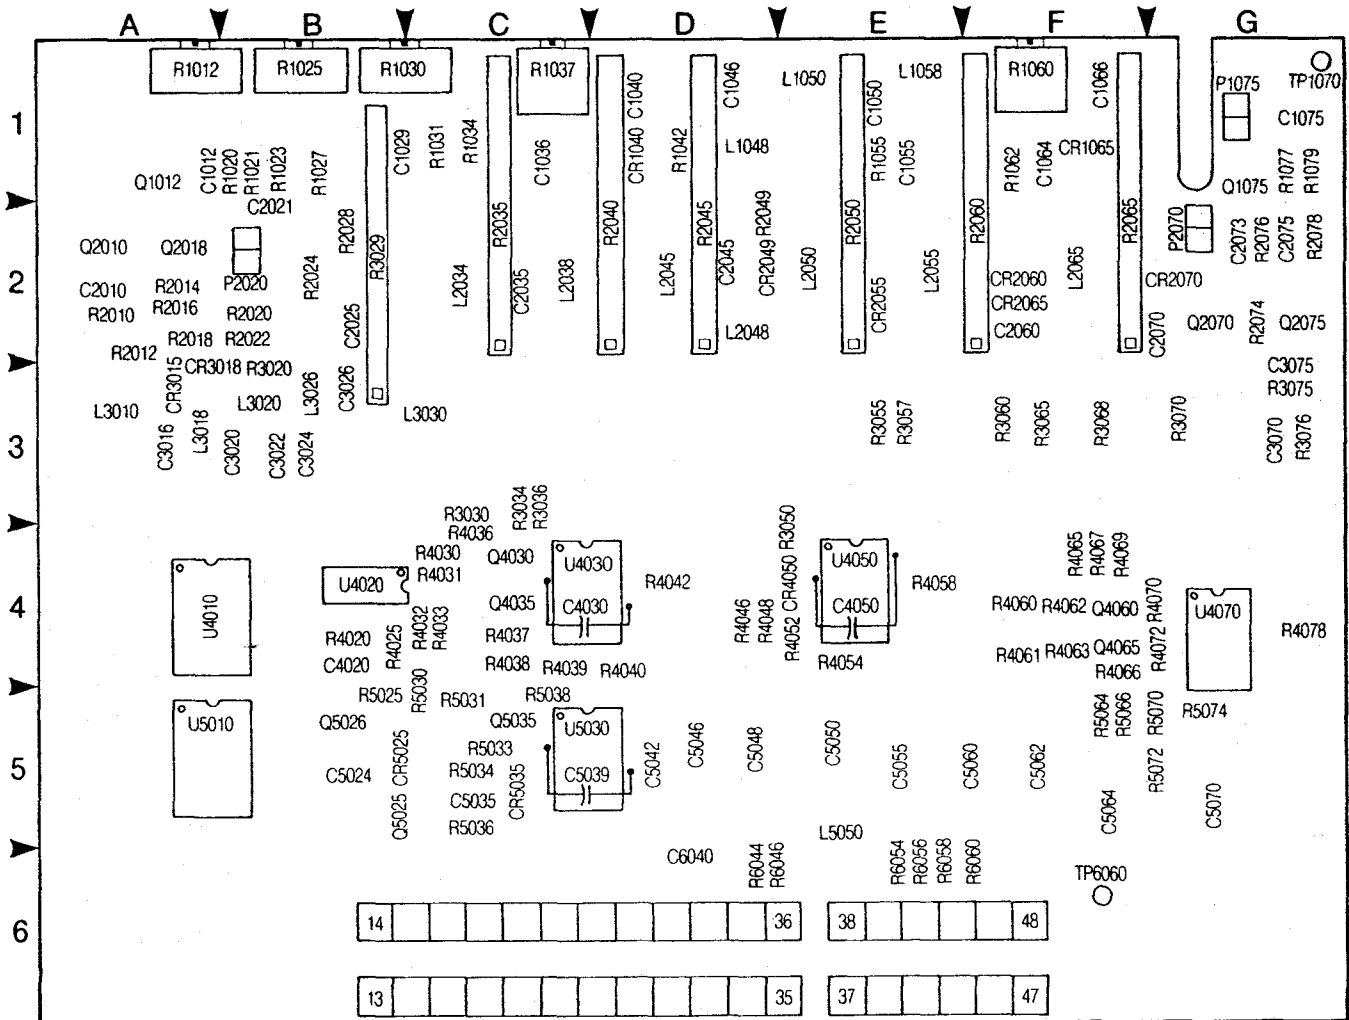 A B C D E F G
R1012 R1025 R1030 R1037 C1040 C1046 L1050 C1050 L1058 R1060 C1066 P1075 TP1070
1
C1075
Q1012 C1012 R1020 R1021 R1023 R1027 C1029 R1031 R1034 C1036 CR1040 R1042 L1048 R1055 C1055 R1062 C1064 CR1065 Q1075 R1077 R1079
C2021
Q2010 Q2018 R2028 R3029 R2035 R2040 R2045 R2049 R2050 R2060 R2065 P2070 C2073 R2076 C2075 R2078
2
C2010 R2014 P2020 R2024 L2034 C2035 L2038 L2045 C2045 CR2049 L2050 L2055 CR2060 L2065 CR2070
R2010 R2016 R2020 C2025 CR2055 CR2065
R2018 R2022 L2048 C2060 C2070 Q2070 R2074 Q2075
R2012 CR3015 CR3018 R3020 C3075
R3075
L3010 L3020 L3026 C3026 L3030
3
C3016 L3018 C3020 C3022 C3024 R3055 R3057 R3060 R3065 R3068 R3070 C3070 R3076
R3030 R3034 R3036
R4036 R3050
R4030 Q4030 U4030 U4050 R4065 R4067 R4069
U4020 R4031 R4042 CR4050 R4058
4
U4010 Q4035 C4030 C4050 R4060 R4062 Q4060 R4070 U4070
R4020 R4025 R4032 R4033 R4037 R4046 R4048 R4052 R4078
C4020 R4038 R4039 R4040 R4054 R4061 R4063 Q4065 R4072
R4066
R5025 R5030 R5031 R5038
U5010 Q5026 Q5035 U5030 R5064 R5066 R5070 R5074
5
CR5025 R5033 C5042 C5046 C5048 C5050 C5055 C5060 C5062 R5072
C5024 R5034 CR5035 C5039
Q5025 C5035 C5064 C5070
R5036 L5050
C6040 R6044 R6046 R6054 R6056 R6058 R6060 TP6060
6
14 36 38 48
13 35 37 47